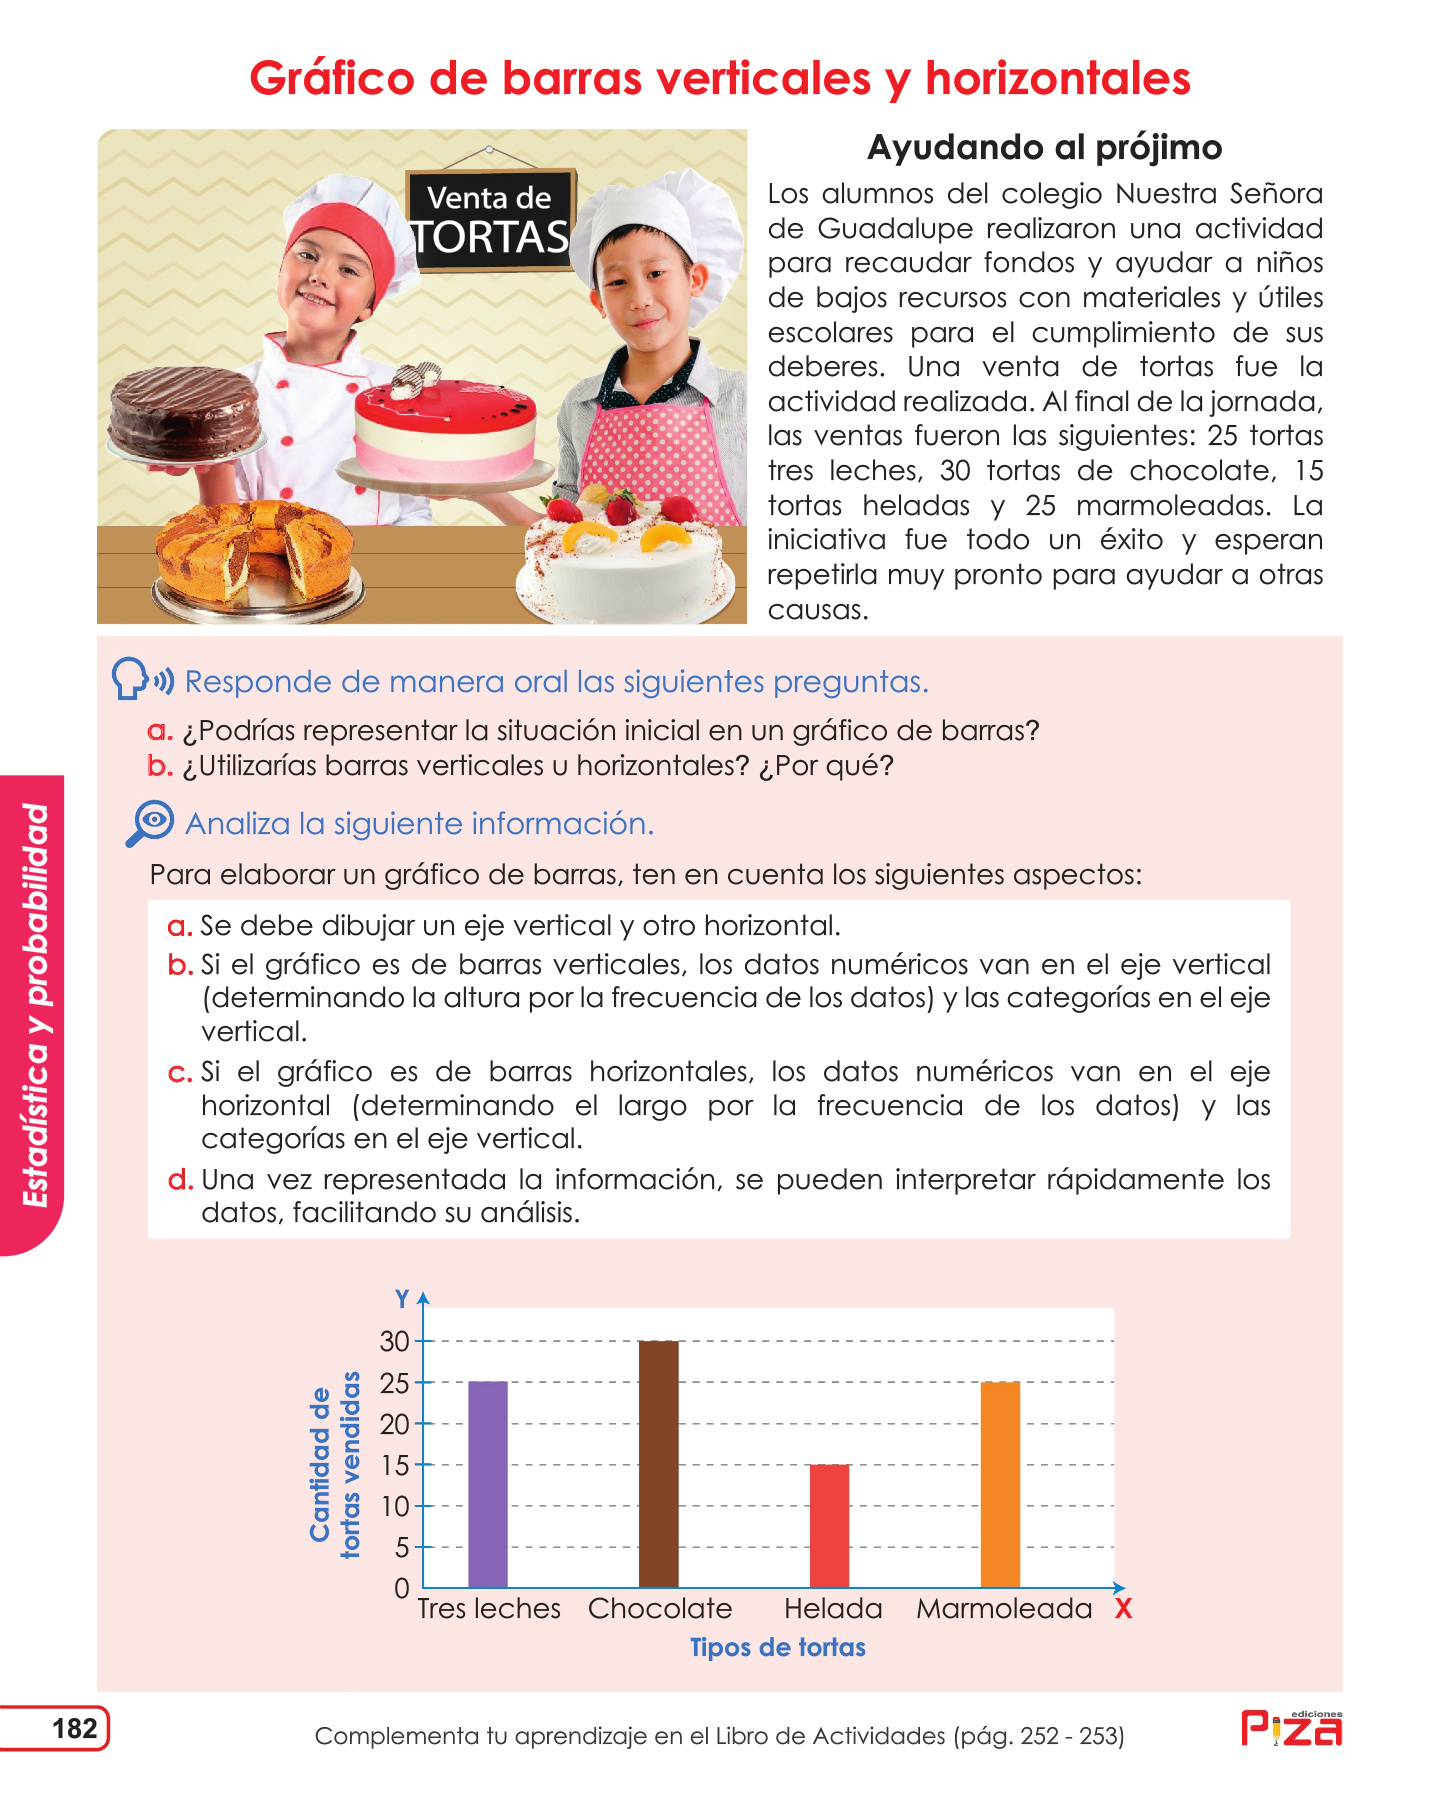 Gráfico de barras verticales y horizontales
Venta de
TORTAS
Ayudando al prójimo
Los alumnos del colegio Nuestra Señora
de Guadalupe realizaron una actividad
para recaudar fondos y ayudar a niños
de bajos recursos con materiales y útiles
escolares para el cumplimiento de sus
deberes. Una venta de tortas fue la
actividad realizada. Al final de la jornada,
las ventas fueron las siguientes: 25 tortas
tres leches, 30 tortas de chocolate, 15
tortas heladas y 25 marmoleadas. La
iniciativa fue todo un éxito y esperan
repetirla muy pronto para ayudar a otras
causas.
Responde de manera oral las siguientes preguntas.
a. ¿Podrías representar la situación inicial en un gráfico de barras?
b. ¿Utilizarías barras verticales u horizontales? ¿Por qué?
Analiza la siguiente información.
Para elaborar un gráfico de barras, ten en cuenta los siguientes aspectos:
a. Se debe dibujar un eje vertical y otro horizontal.
b. Si el gráfico es de barras verticales, los datos numéricos van en el eje vertical
(determinando la altura por la frecuencia de los datos) y las categorías en el eje
vertical.
c. Si el gráfico es de barras horizontales, los datos numéricos van en el eje
horizontal (determinando el largo por la frecuencia de los datos) y las
categorías en el eje vertical.
d. Una vez representada la información, se pueden interpretar rápidamente los
datos, facilitando su análisis.
Estadística y probabilidad
Y
30
25
20
15
10
5
0
Cantidad de
tortas vendidas
Tres leches Chocolate Helada Marmoleada X
Tipos de tortas
182
Complementa tu aprendizaje en el Libro de Actividades (pág. 252 - 253)
ediciones
Piza